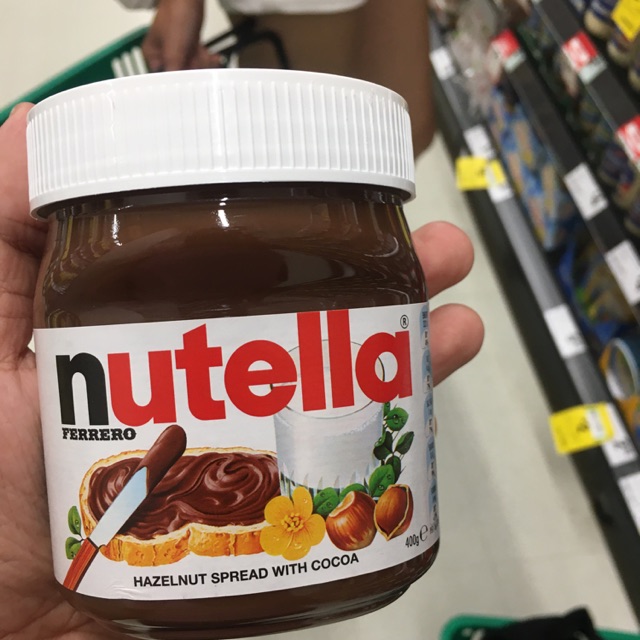 nutella®
FERRERO
400g ℮
HAZELNUT SPREAD WITH COCOA